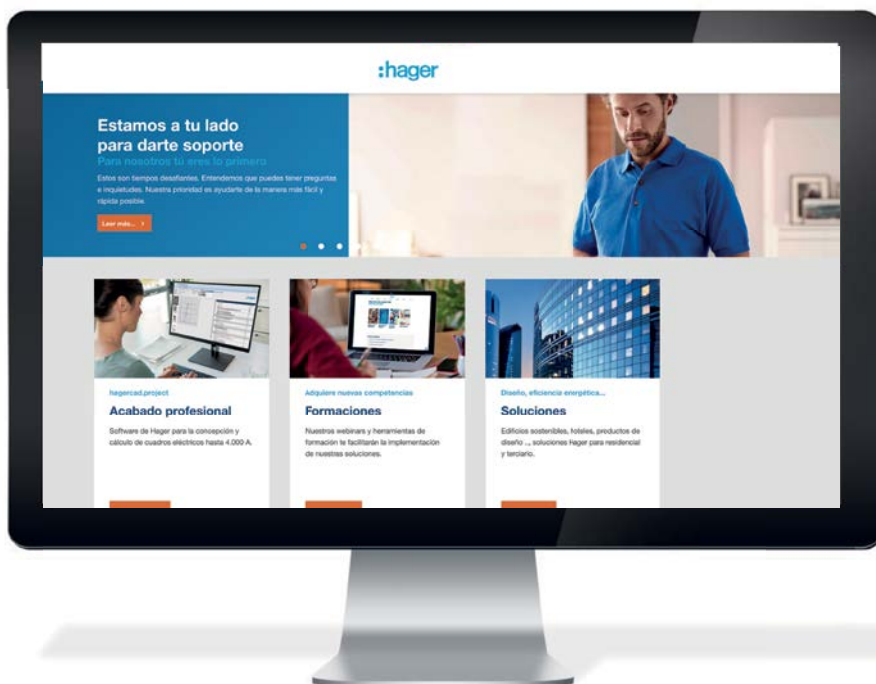 :hager
Estamos a tu lado
para darte soporte
Para nosotros tú eres lo primero
Estos son tiempos desafiantes. Entendemos que puedes tener preguntas
e inquietudes. Nuestra prioridad es ayudarte de la manera más fácil y
rápida posible.
Leer más... >
hagercad.project
Acabado profesional
Software de Hager para la concepción y
cálculo de cuadros eléctricos hasta 4.000 A.
Adquiere nuevas competencias
Formaciones
Nuestros webinars y herramientas de
formación te facilitarán la implementación
de nuestras soluciones.
Diseño, eficiencia energética...
Soluciones
Edificios sostenibles, hoteles, productos de
diseño ..., soluciones hager para residencial
y terciario.